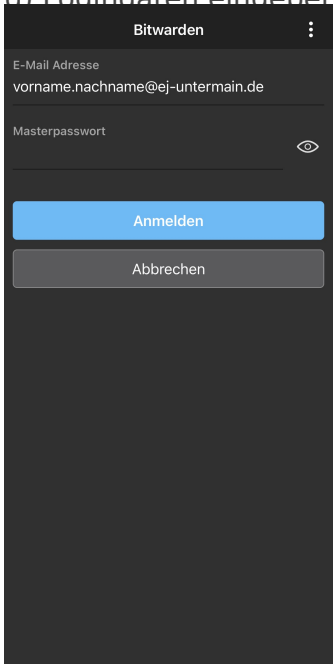 Bitwarden
E-Mail Adresse
vorname.nachname@ej-untermain.de
Masterpasswort
Anmelden
Abbrechen